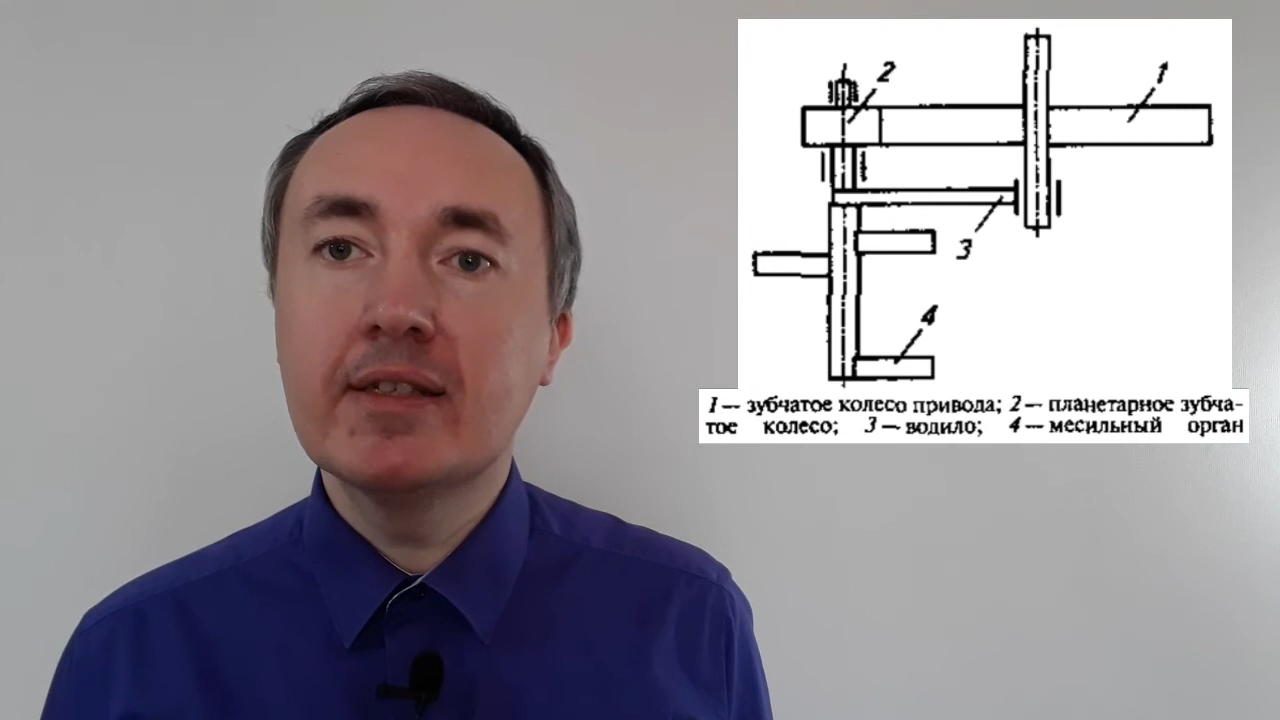 2
1
3
4
1 — зубчатое колесо привода; 2 — планетарное зубча-
тое колесо; 3 — водило; 4 — месильный орган